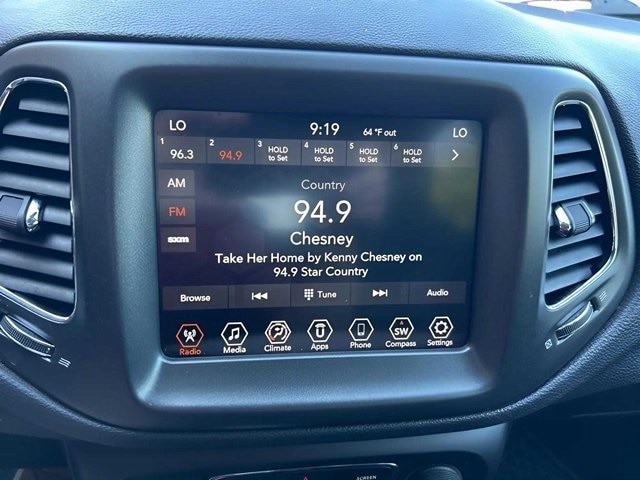 LO 9:19 64 °F out LO
1 2 3 4 5 6
96.3 94.9 HOLD to Set HOLD to Set HOLD to Set HOLD to Set
AM
Country
FM
94.9
Chesney
sxm
Take Her Home by Kenny Chesney on
94.9 Star Country
Browse Tune Audio
Radio Media Climate Apps Phone SW Compass Settings
SCREEN